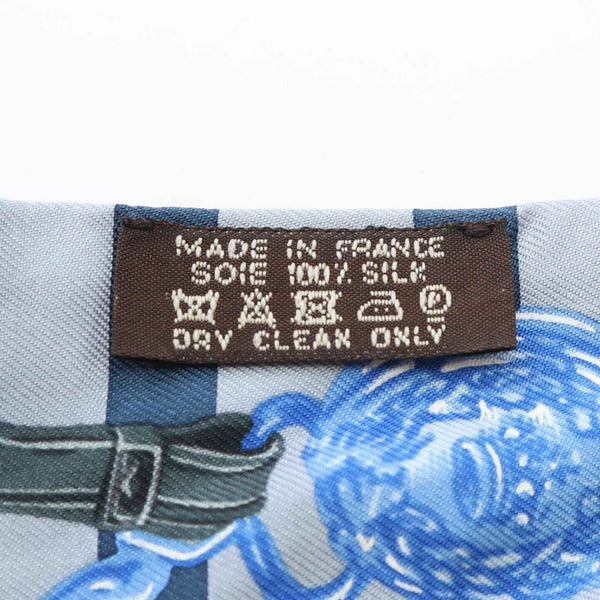 MADE IN FRANCE
SOIE 100% SILK
P
DRY CLEAN ONLY